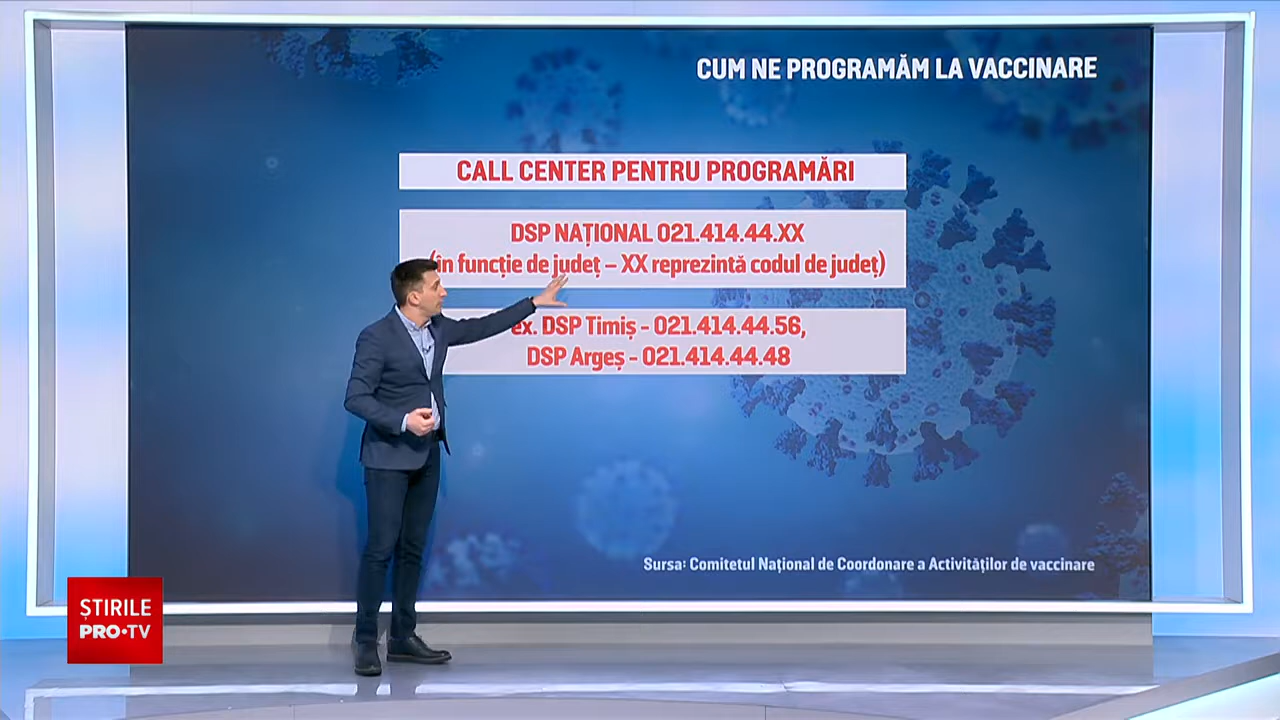 CUM NE PROGRAMĂM LA VACCINARE
CALL CENTER PENTRU PROGRAMĂRI
DSP NAȚIONAL 021.414.44.XX
(în funcție de județ – XX reprezintă codul de județ)
ex. DSP Timiș - 021.414.44.56,
DSP Argeș - 021.414.44.48
Sursa: Comitetul Național de Coordonare a Activităților de vaccinare
ȘTIRILE
PRO•TV